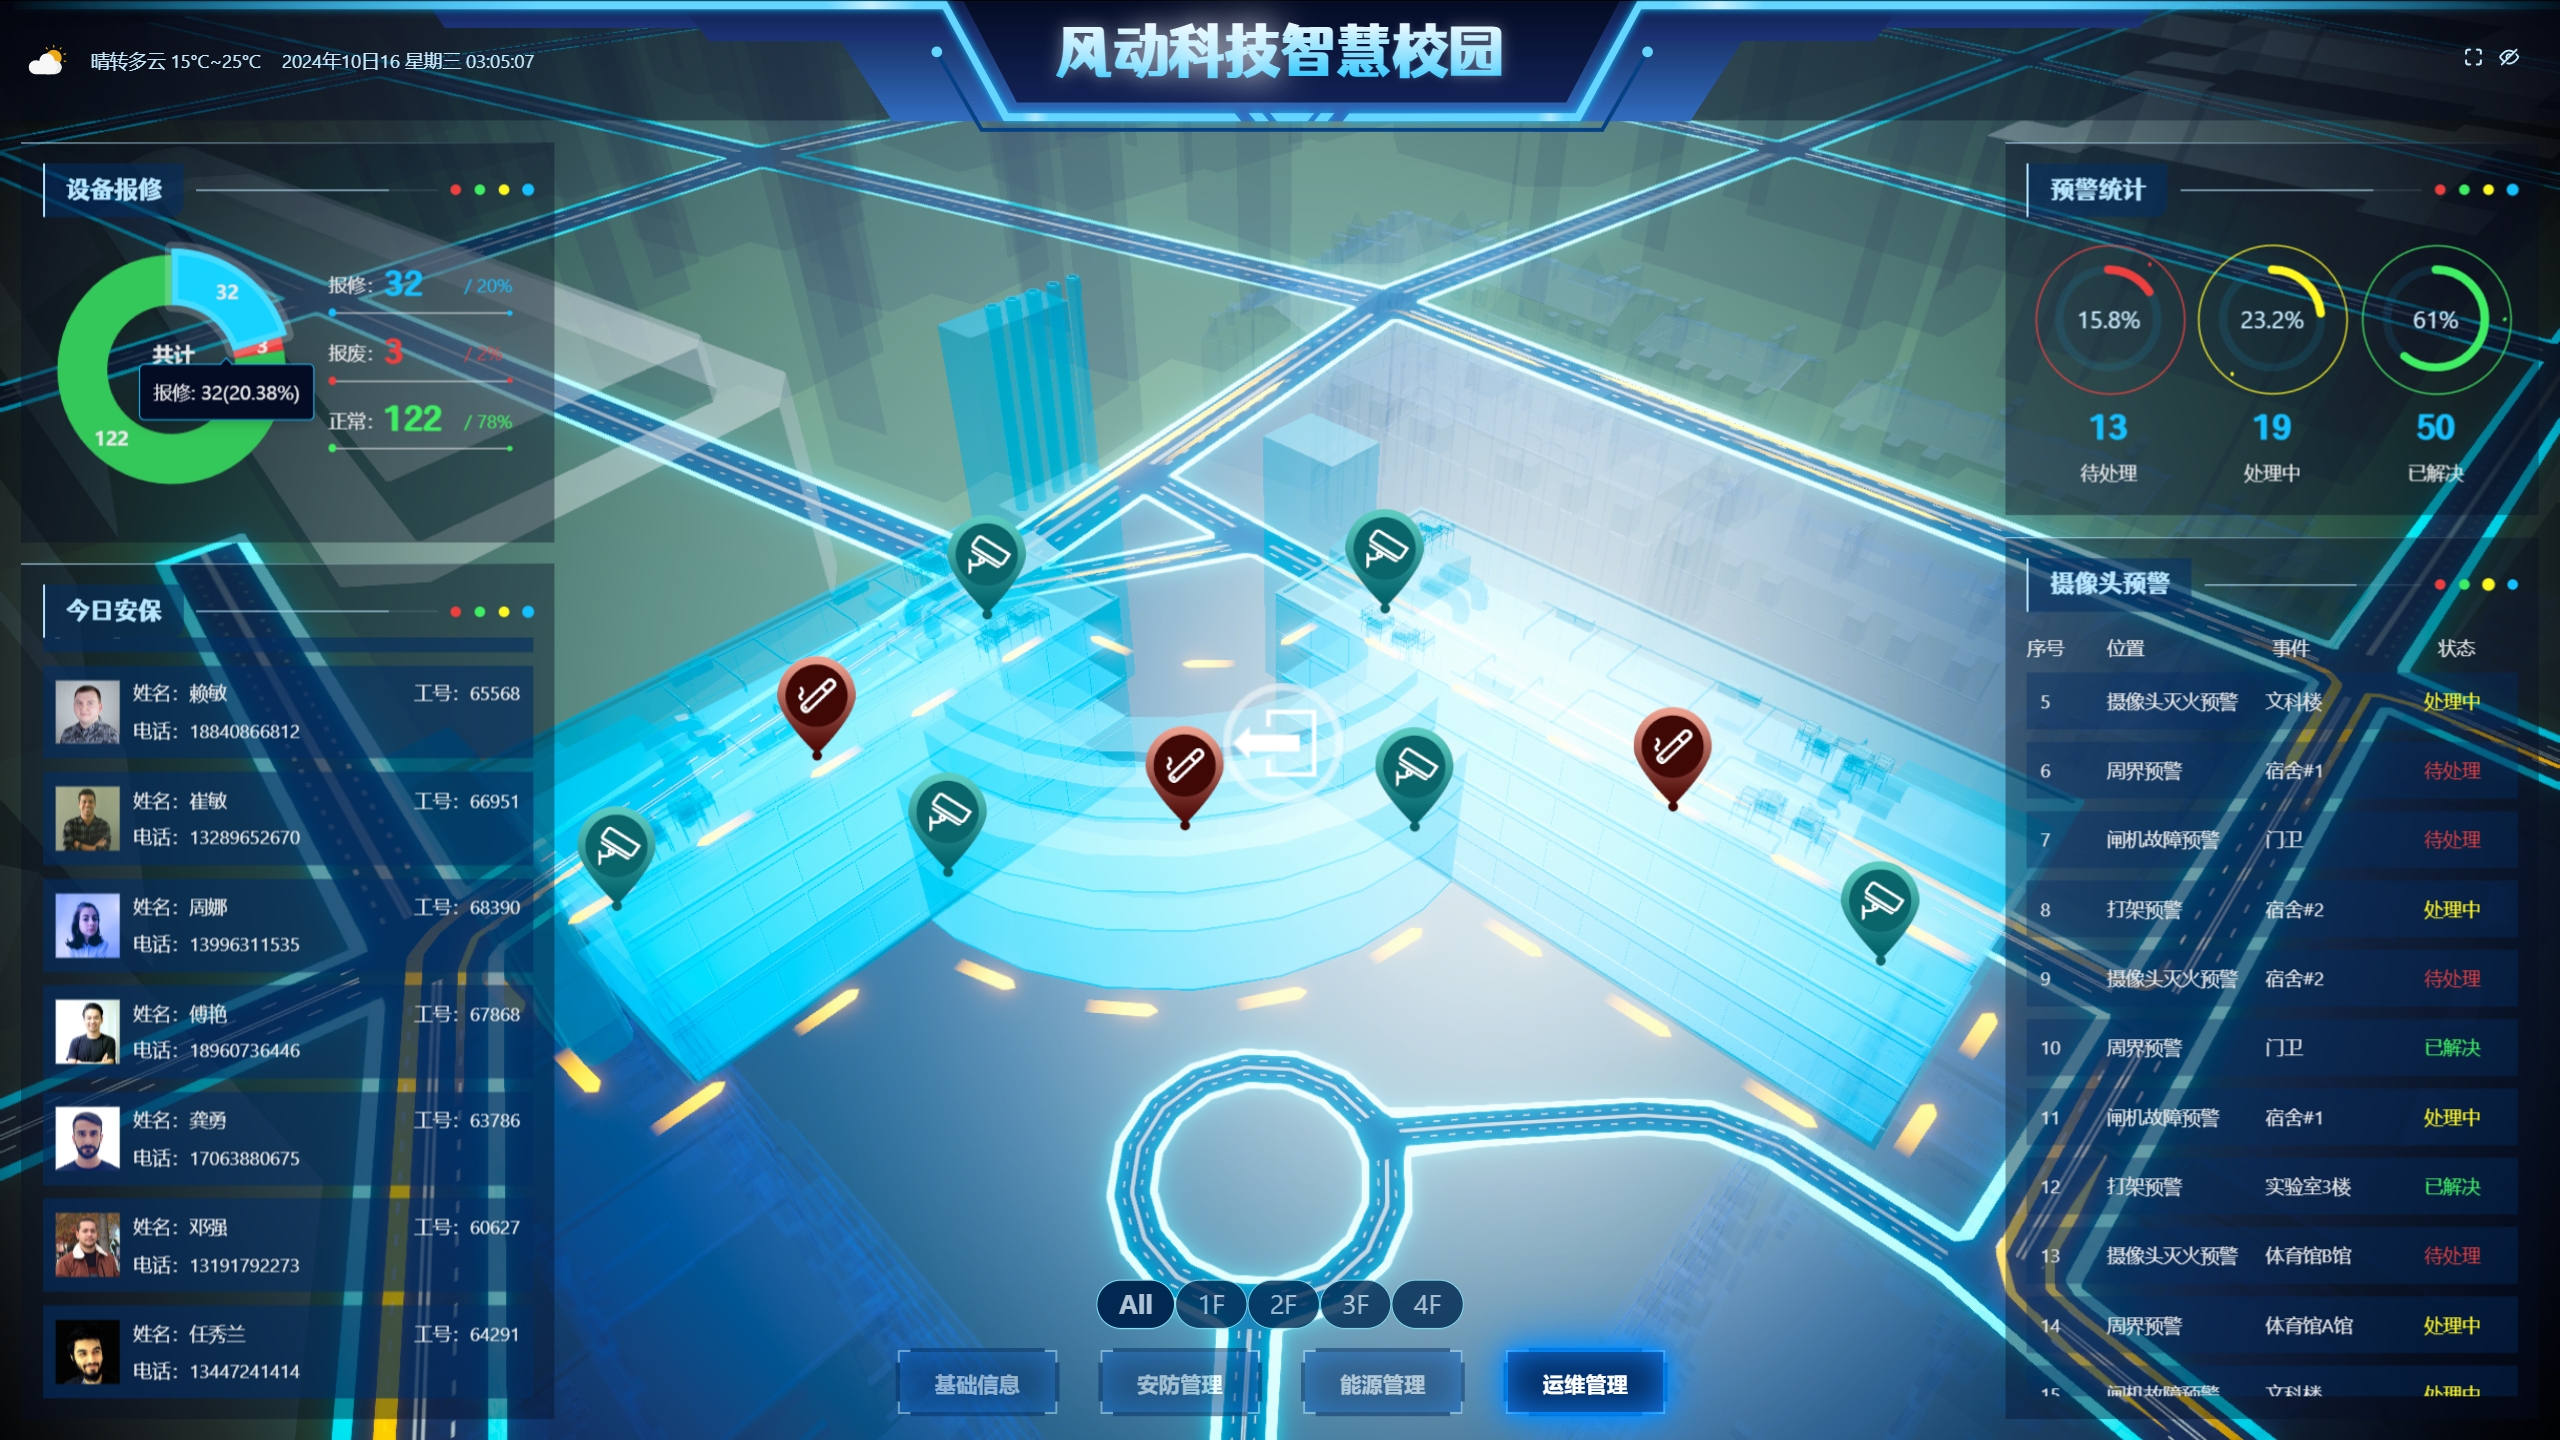 晴转多云 15°C~25°C 2024年10日16 星期三 03:05:07
风动科技智慧校园
设备报修
32
3
122
共计
报修: 32(20.38%)
报修: 32 / 20%
报废: 3 / 2%
正常: 122 / 78%
今日安保
姓名: 赖敏 工号: 65568
电话: 18840866812
姓名: 崔敏 工号: 66951
电话: 13289652670
姓名: 周娜 工号: 68390
电话: 13996311535
姓名: 傅艳 工号: 67868
电话: 18960736446
姓名: 龚勇 工号: 63786
电话: 17063880675
姓名: 邓强 工号: 60627
电话: 13191792273
姓名: 任秀兰 工号: 64291
电话: 13447241414
All 1F 2F 3F 4F
基础信息 安防管理 能源管理 运维管理
预警统计
15.8% 23.2% 61%
13 19 50
待处理 处理中 已解决
摄像头预警
序号 位置 事件 状态
5 摄像头灭火预警 文科楼 处理中
6 周界预警 宿舍#1 待处理
7 闸机故障预警 门卫 待处理
8 打架预警 宿舍#2 处理中
9 摄像头灭火预警 宿舍#2 待处理
10 周界预警 门卫 已解决
11 闸机故障预警 宿舍#1 处理中
12 打架预警 实验室3楼 已解决
13 摄像头灭火预警 体育馆B馆 待处理
14 周界预警 体育馆A馆 处理中
15 闸机故障预警 文科楼 处理中